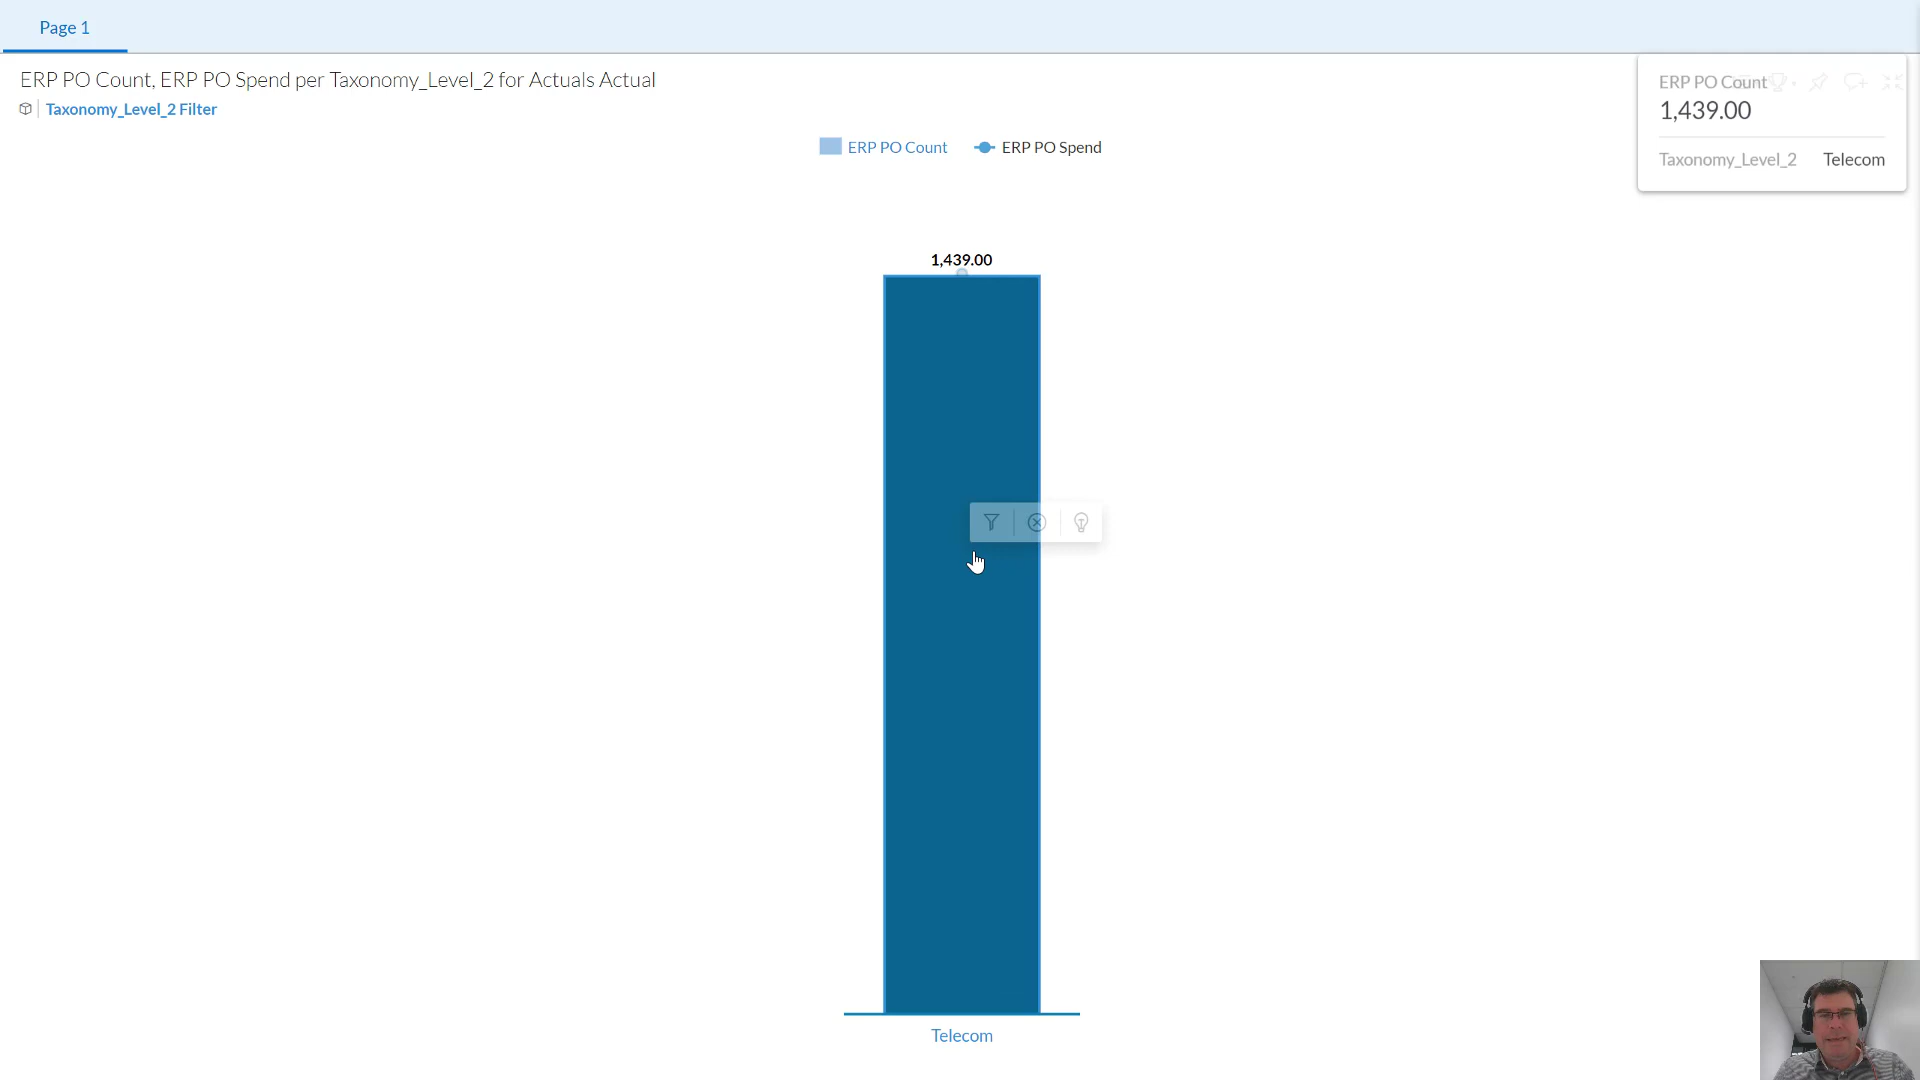 Page 1
ERP PO Count, ERP PO Spend per Taxonomy_Level_2 for Actuals Actual
Taxonomy_Level_2 Filter
ERP PO Count
ERP PO Spend
ERP PO Count
1,439.00
Taxonomy_Level_2 Telecom
1,439.00
Telecom